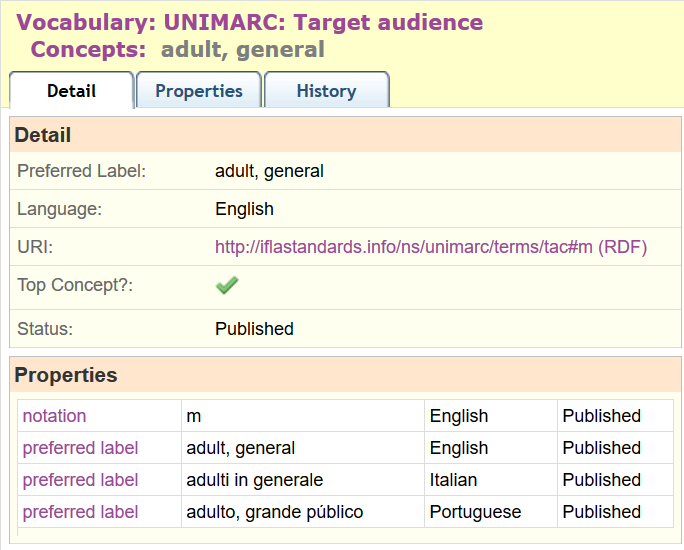 Vocabulary: UNIMARC: Target audience
Concepts: adult, general
Detail Properties History
Detail
Preferred Label: adult, general
Language: English
URI: http://iflastandards.info/ns/unimarc/terms/tac#m (RDF)
Top Concept?:
Status: Published
Properties
notation m English Published
preferred label adult, general English Published
preferred label adulti in generale Italian Published
preferred label adulto, grande público Portuguese Published